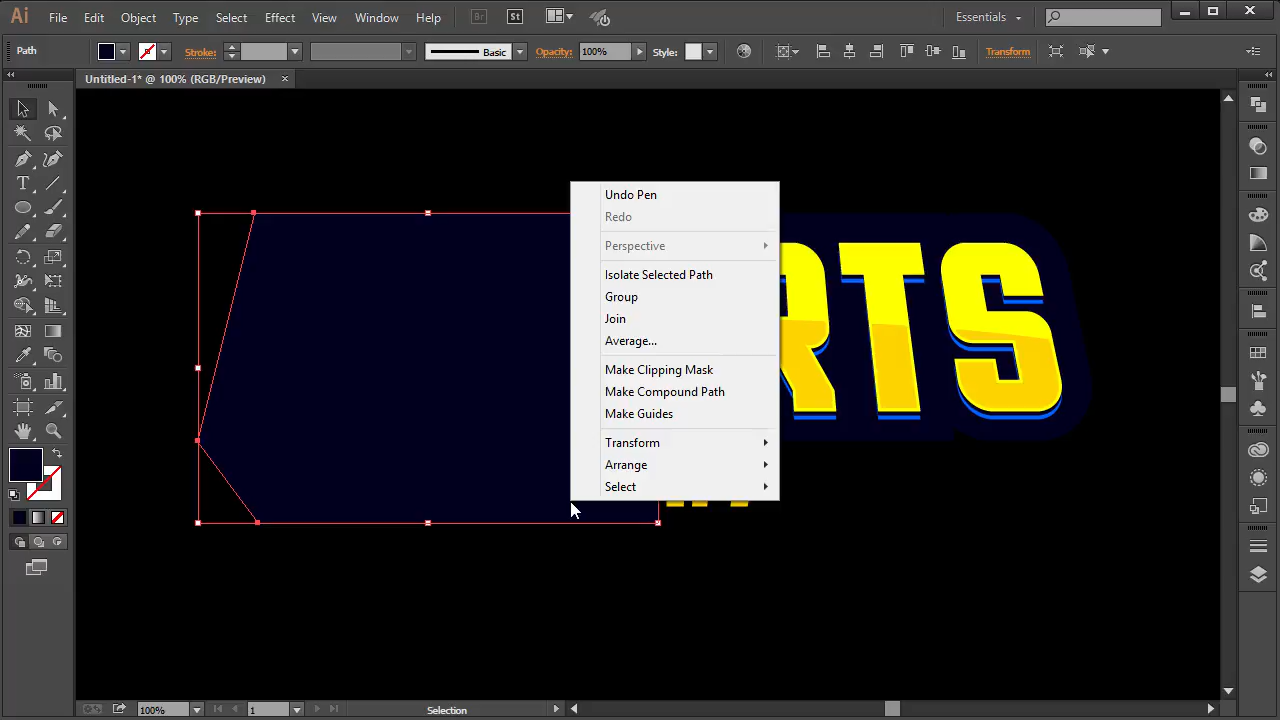 Ai File Edit Object Type Select Effect View Window Help Br St Essentials
Path Stroke: Basic Opacity: 100% Style: Transform
Untitled-1* @ 100% (RGB/Preview) ×
Undo Pen
Redo
Perspective
Isolate Selected Path
Group
Join
Average...
Make Clipping Mask
Make Compound Path
Make Guides
Transform
Arrange
Select
RTS
100% 1 Selection